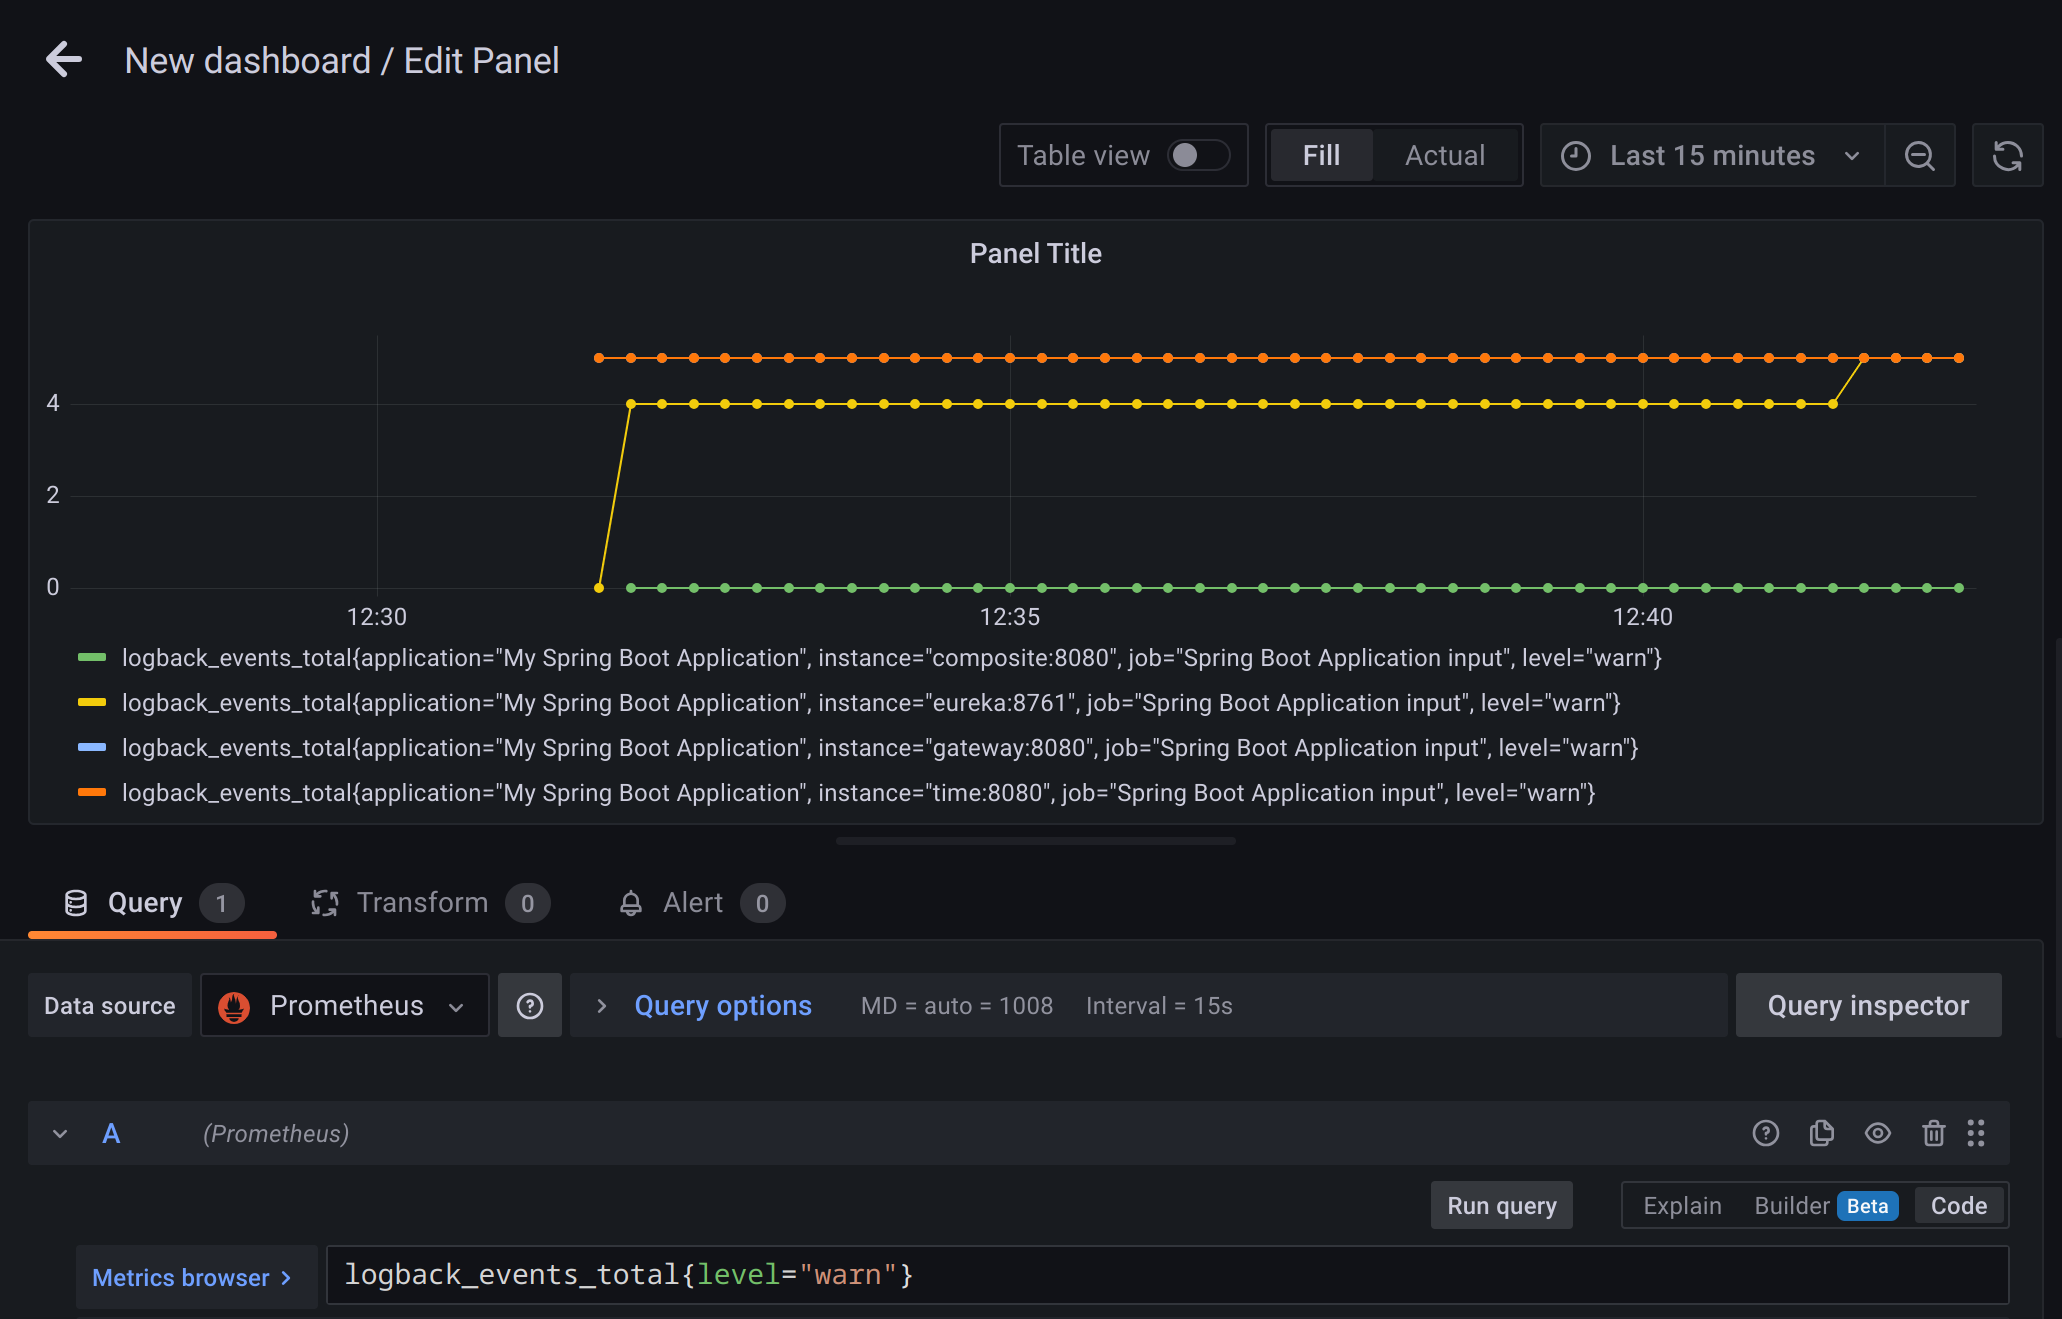 New dashboard / Edit Panel
Table view
Fill
Actual
Last 15 minutes
Panel Title
4
2
0
12:30
12:35
12:40
logback_events_total{application="My Spring Boot Application", instance="composite:8080", job="Spring Boot Application input", level="warn"}
logback_events_total{application="My Spring Boot Application", instance="eureka:8761", job="Spring Boot Application input", level="warn"}
logback_events_total{application="My Spring Boot Application", instance="gateway:8080", job="Spring Boot Application input", level="warn"}
logback_events_total{application="My Spring Boot Application", instance="time:8080", job="Spring Boot Application input", level="warn"}
Query 1
Transform 0
Alert 0
Data source
Prometheus
Query options
MD = auto = 1008
Interval = 15s
Query inspector
A
(Prometheus)
Run query
Explain
Builder Beta
Code
Metrics browser
logback_events_total{level="warn"}